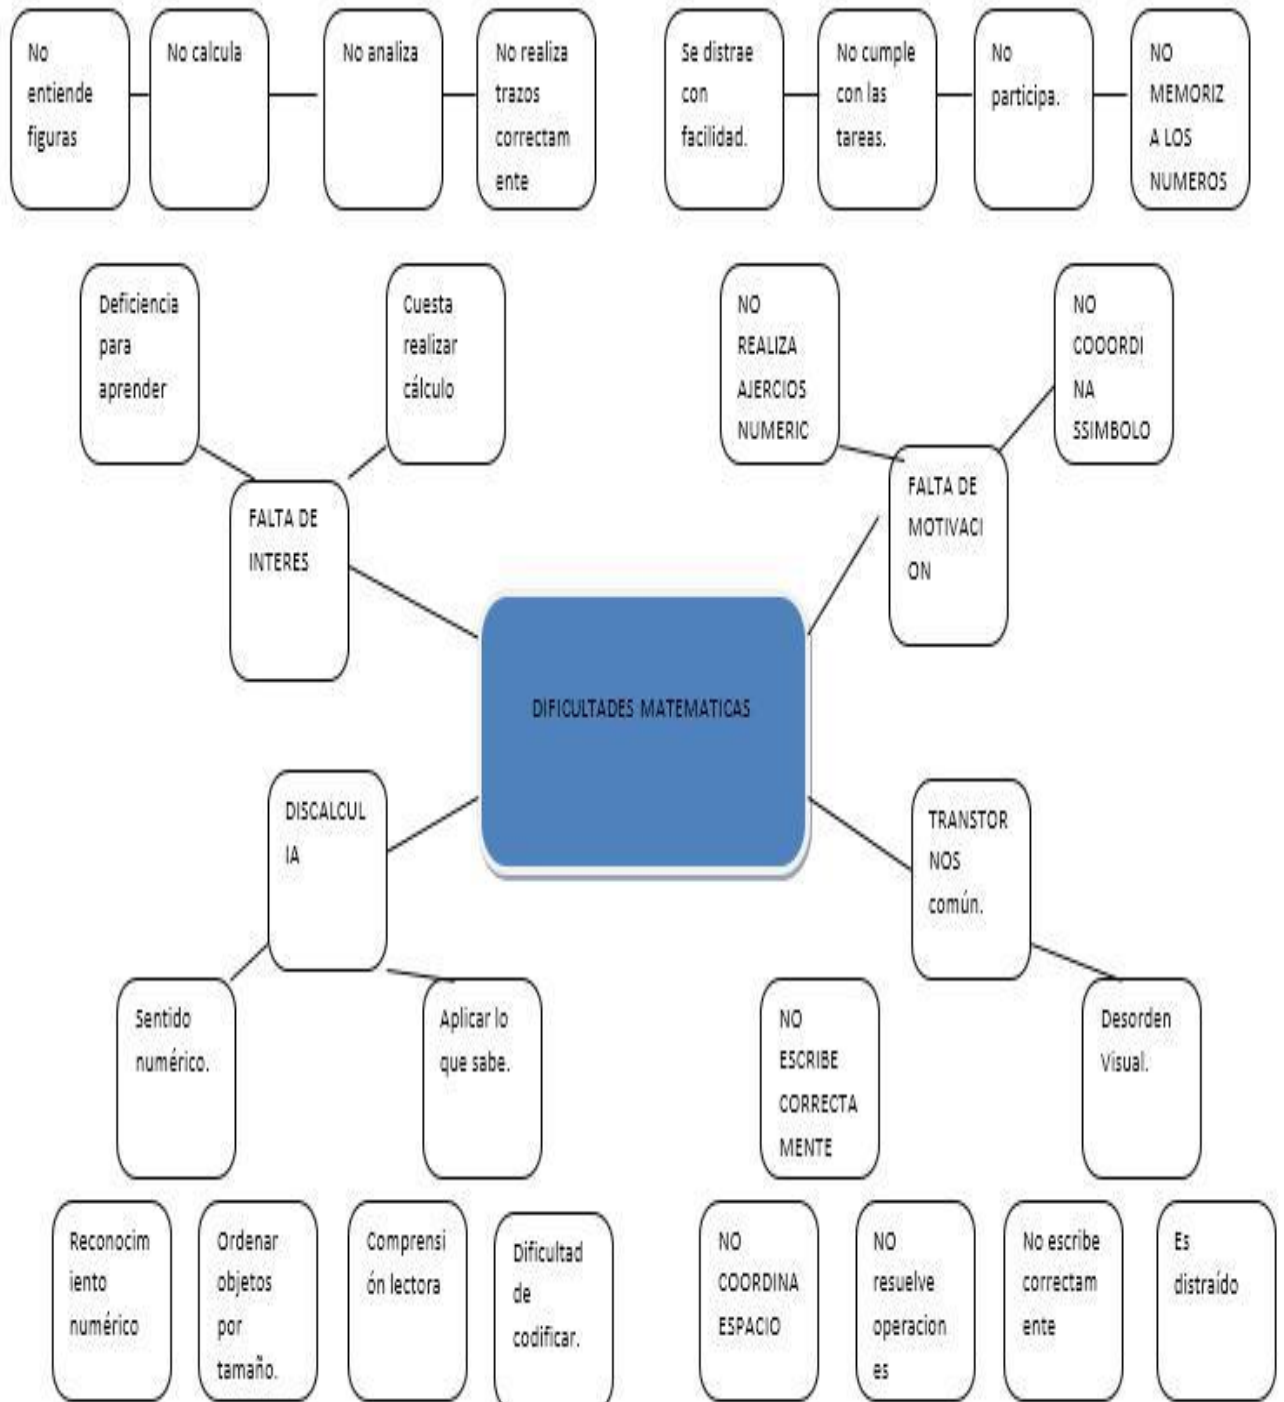 No
entiende
figuras
No calcula
No analiza
No realiza
trazos
correctam
ente
Se distrae
con
facilidad.
No cumple
con las
tareas.
No
participa.
NO
MEMORIZ
A LOS
NUMEROS
Deficiencia
para
aprender
Cuesta
realizar
cálculo
NO
REALIZA
AJERCIOS
NUMERIC
NO
COOORDI
NA
SSIMBOLO
FALTA DE
INTERES
FALTA DE
MOTIVACI
ON
DIFICULTADES MATEMATICAS
DISCALCUL
IA
TRANSTOR
NOS
común.
Sentido
numérico.
Aplicar lo
que sabe.
NO
ESCRIBE
CORRECTA
MENTE
Desorden
Visual.
Reconocim
iento
numérico
Ordenar
objetos
por
tamaño.
Comprensi
ón lectora
Dificultad
de
codificar.
NO
COORDINA
ESPACIO
NO
resuelve
operacion
es
No escribe
correctam
ente
Es
distraído